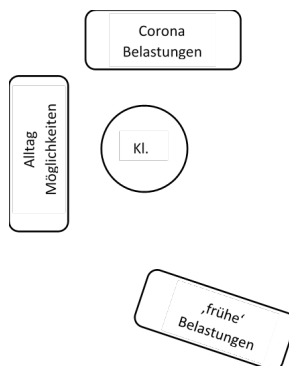 Corona
Belastungen
Alltag
Möglichkeiten
Kl.
‚frühe‘
Belastungen